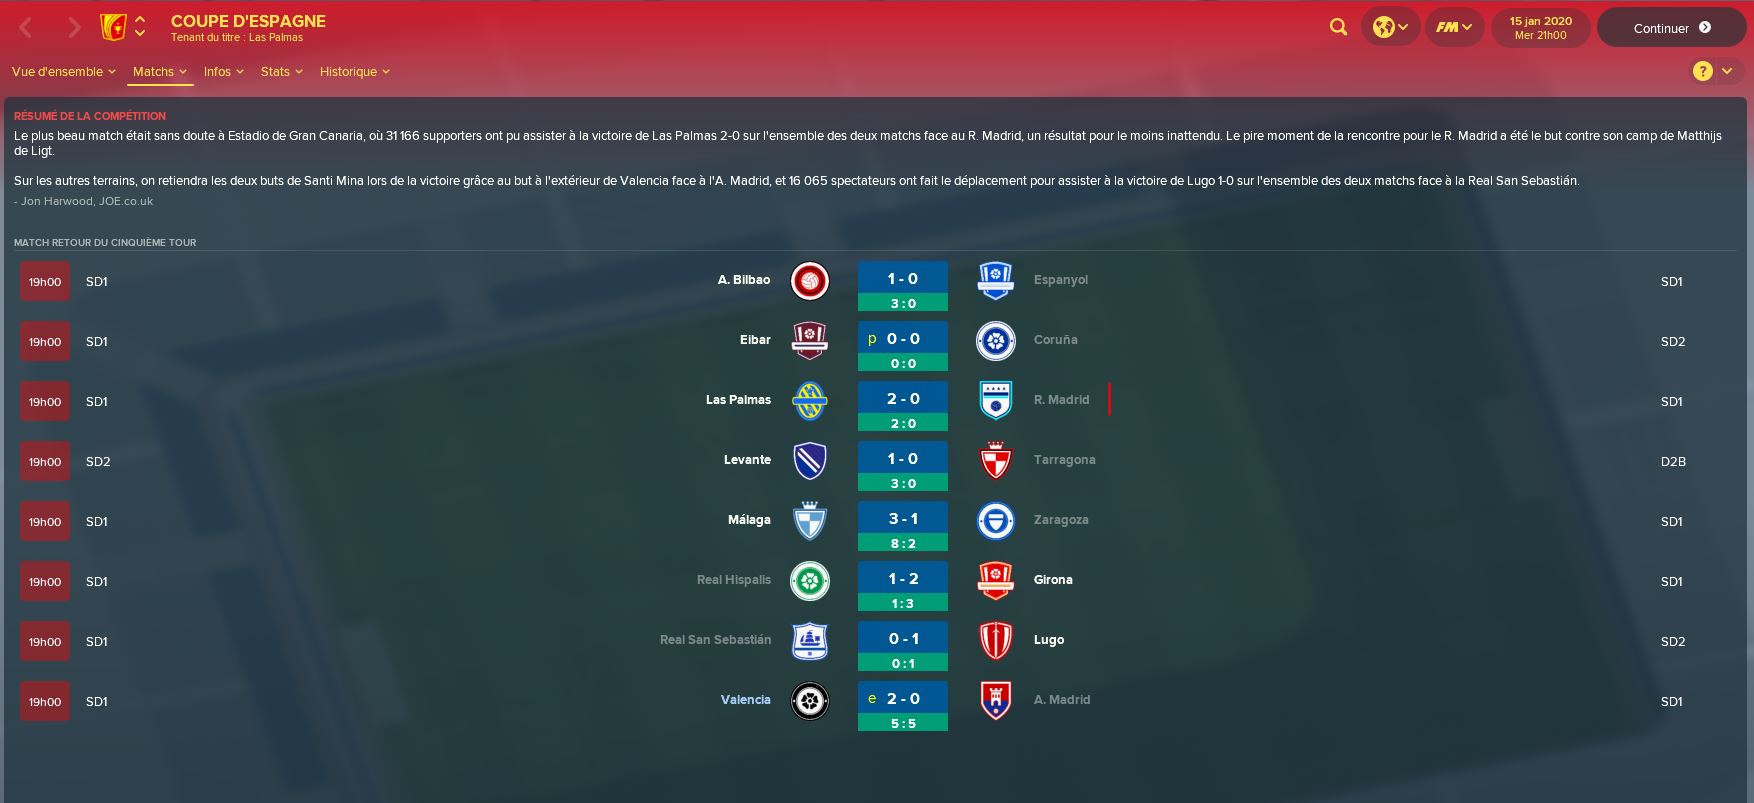 COUPE D'ESPAGNE
Tenant du titre : Las Palmas
FM
15 jan 2020
Mer 21h00
Continuer
Vue d'ensemble
Matchs
Infos
Stats
Historique
?
RÉSUMÉ DE LA COMPÉTITION
Le plus beau match était sans doute à Estadio de Gran Canaria, où 31 166 supporters ont pu assister à la victoire de Las Palmas 2-0 sur l'ensemble des deux matchs face au R. Madrid, un résultat pour le moins inattendu. Le pire moment de la rencontre pour le R. Madrid a été le but contre son camp de Matthijs
de Ligt.
Sur les autres terrains, on retiendra les deux buts de Santi Mina lors de la victoire grâce au but à l'extérieur de Valencia face à l'A. Madrid, et 16 065 spectateurs ont fait le déplacement pour assister à la victoire de Lugo 1-0 sur l'ensemble des deux matchs face à la Real San Sebastián.
- Jon Harwood, JOE.co.uk
MATCH RETOUR DU CINQUIÈME TOUR
19h00 SD1 A. Bilbao 1 - 0 Espanyol SD1
3 : 0
19h00 SD1 Eibar p 0 - 0 Coruña SD2
0 : 0
19h00 SD1 Las Palmas 2 - 0 R. Madrid SD1
2 : 0
19h00 SD2 Levante 1 - 0 Tarragona D2B
3 : 0
19h00 SD1 Málaga 3 - 1 Zaragoza SD1
8 : 2
19h00 SD1 Real Hispalis 1 - 2 Girona SD1
1 : 3
19h00 SD1 Real San Sebastián 0 - 1 Lugo SD2
0 : 1
19h00 SD1 Valencia e 2 - 0 A. Madrid SD1
5 : 5